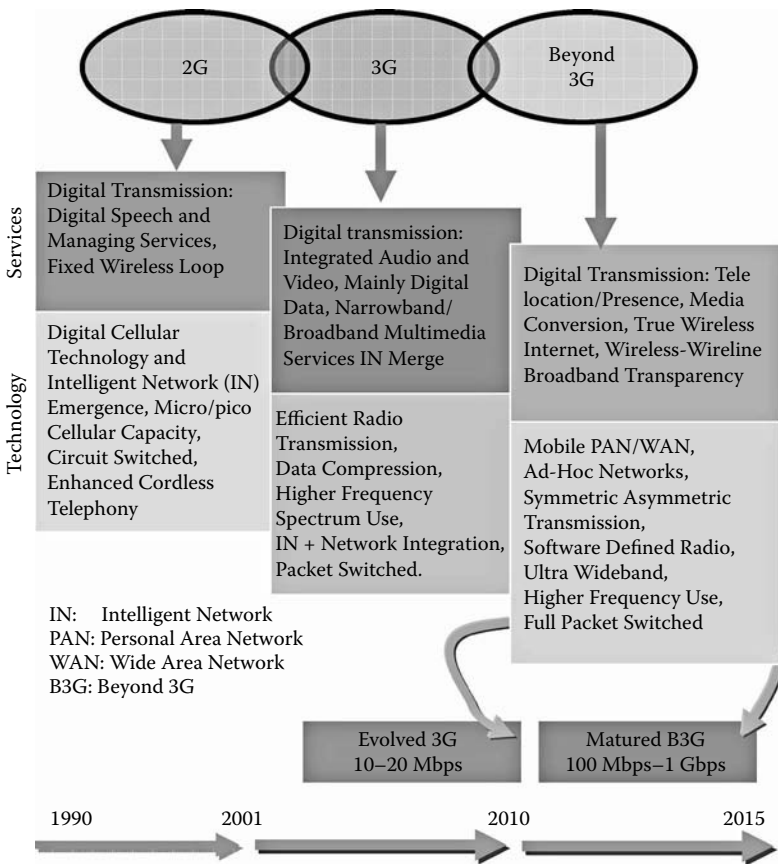 2G
3G
Beyond
3G
Services
Digital Transmission:
Digital Speech and
Managing Services,
Fixed Wireless Loop
Digital transmission:
Integrated Audio and
Video, Mainly Digital
Data, Narrowband/
Broadband Multimedia
Services IN Merge
Digital Transmission: Tele
location/Presence, Media
Conversion, True Wireless
Internet, Wireless-Wireline
Broadband Transparency
Technology
Digital Cellular
Technology and
Intelligent Network (IN)
Emergence, Micro/pico
Cellular Capacity,
Circuit Switched,
Enhanced Cordless
Telephony
Efficient Radio
Transmission,
Data Compression,
Higher Frequency
Spectrum Use,
IN + Network Integration,
Packet Switched.
Mobile PAN/WAN,
Ad-Hoc Networks,
Symmetric Asymmetric
Transmission,
Software Defined Radio,
Ultra Wideband,
Higher Frequency Use,
Full Packet Switched
IN: Intelligent Network
PAN: Personal Area Network
WAN: Wide Area Network
B3G: Beyond 3G
Evolved 3G
10–20 Mbps
Matured B3G
100 Mbps–1 Gbps
1990
2001
2010
2015